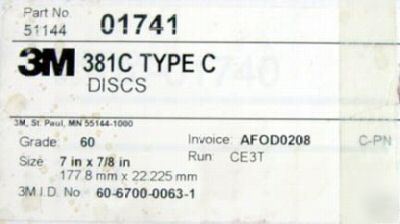 Part No.
51144 01741
3M 381C TYPE C
DISCS
3M, St. Paul, MN 55144-1000
Grade: 60 Invoice: AFOD0208 C-PN
Size 7 in x 7/8 in Run: CE3T
177.8 mm x 22.225 mm
3M I.D. No 60-6700-0063-1